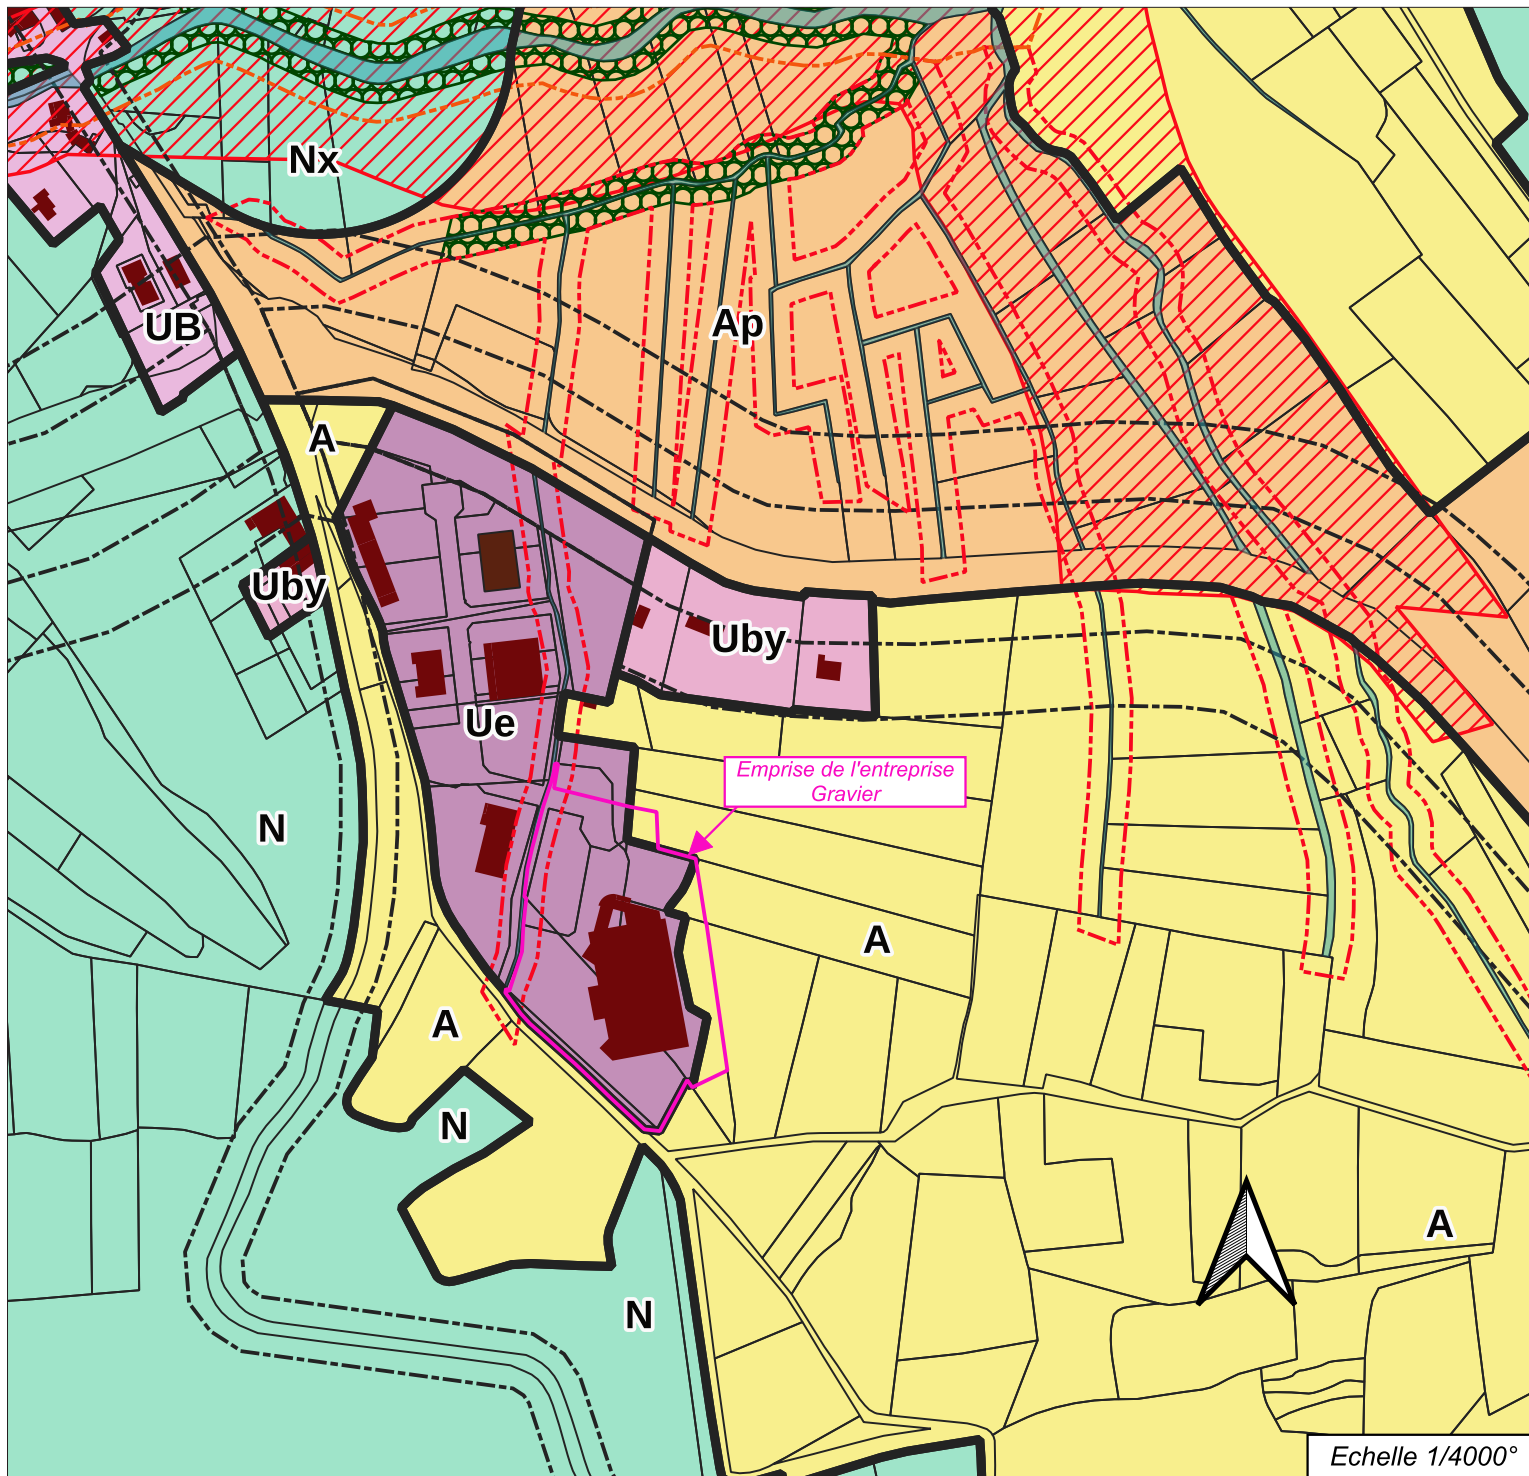 Nx
UB
Ap
A
Uby
Uby
Ue
Emprise de l'entreprise
Gravier
N
A
A
N
A
N
Echelle 1/4000°